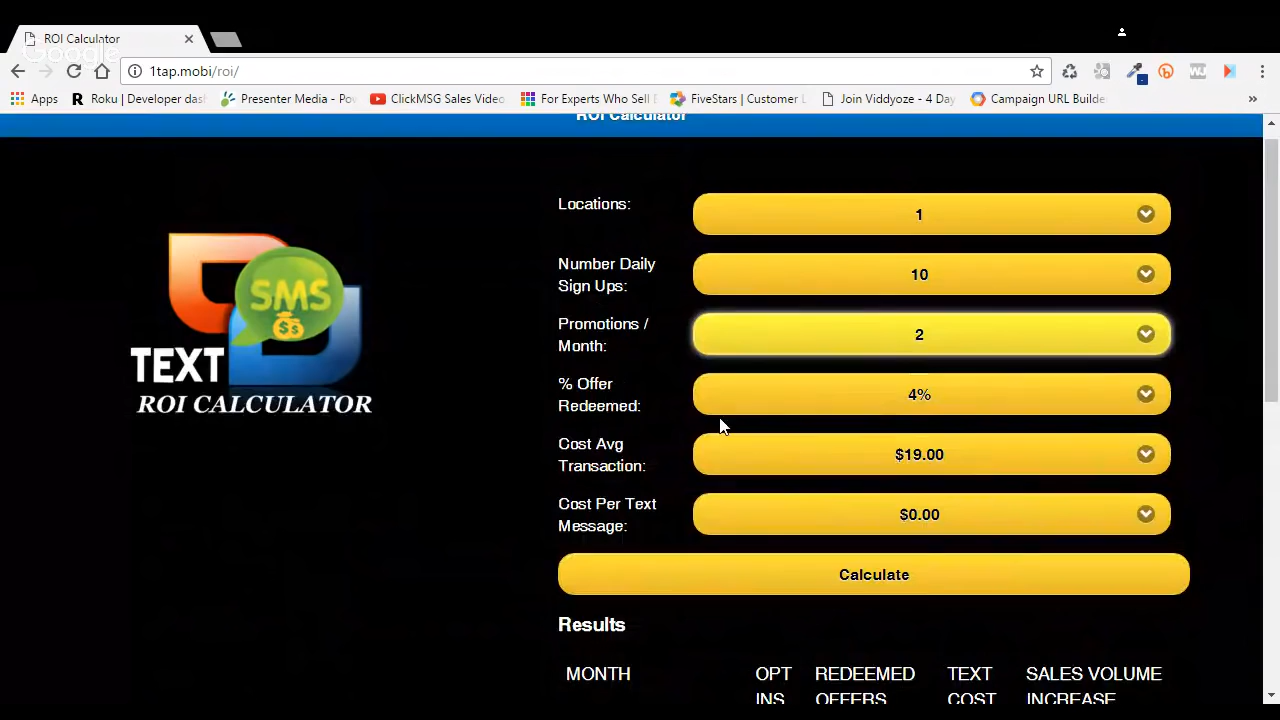 ROI Calculator
Google
1tap.mobi/roi/
Apps
Roku | Developer das
Presenter Media - Pov
ClickMSG Sales Video
For Experts Who Sell E
FiveStars | Customer L
Join Viddyoze - 4 Day
Campaign URL Builde
»
ROI Calculator
Locations:
1
Number Daily
Sign Ups:
10
Promotions /
Month:
2
% Offer
Redeemed:
4%
Cost Avg
Transaction:
$19.00
Cost Per Text
Message:
$0.00
Calculate
SMS
$$
TEXT
ROI CALCULATOR
Results
MONTH
OPT
INS
REDEEMED
OFFERS
TEXT
COST
SALES VOLUME
INCREASE